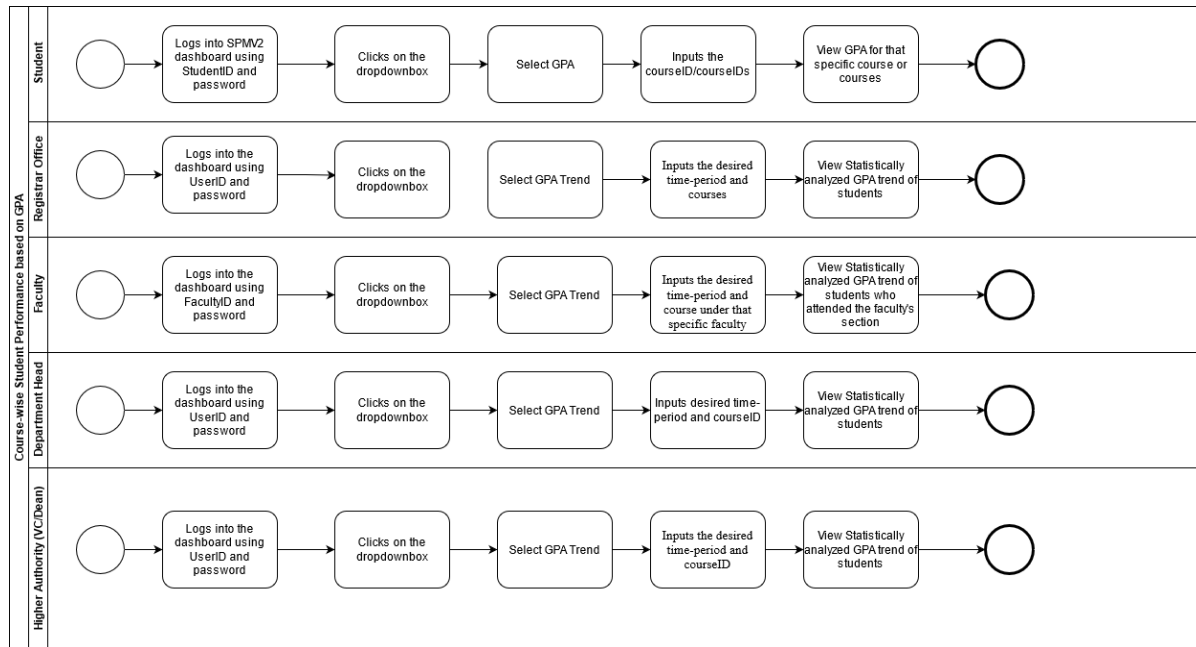 Course-wise Student Performance based on GPA
Student
Logs into SPMV2
dashboard using
StudentID and
password
Clicks on the
dropdownbox
Select GPA
Inputs the
courseID/courseIDs
View GPA for that
specific course or
courses
Registrar Office
Logs into the
dashboard using
UserID and
password
Clicks on the
dropdownbox
Select GPA Trend
Inputs the desired
time-period and
courses
View Statistically
analyzed GPA trend of
students
Faculty
Logs into the
dashboard using
FacultyID and
password
Clicks on the
dropdownbox
Select GPA Trend
Inputs the desired
time-period and
course under that
specific faculty
View Statistically
analyzed GPA trend of
students who
attended the faculty's
section
Department Head
Logs into the
dashboard using
UserID and
password
Clicks on the
dropdownbox
Select GPA Trend
Inputs desired time-
period and courseID
View Statistically
analyzed GPA trend of
students
Higher Authority (VC/Dean)
Logs into the
dashboard using
UserID and
password
Clicks on the
dropdownbox
Select GPA Trend
Inputs the desired
time-period and
courseID
View Statistically
analyzed GPA trend of
students